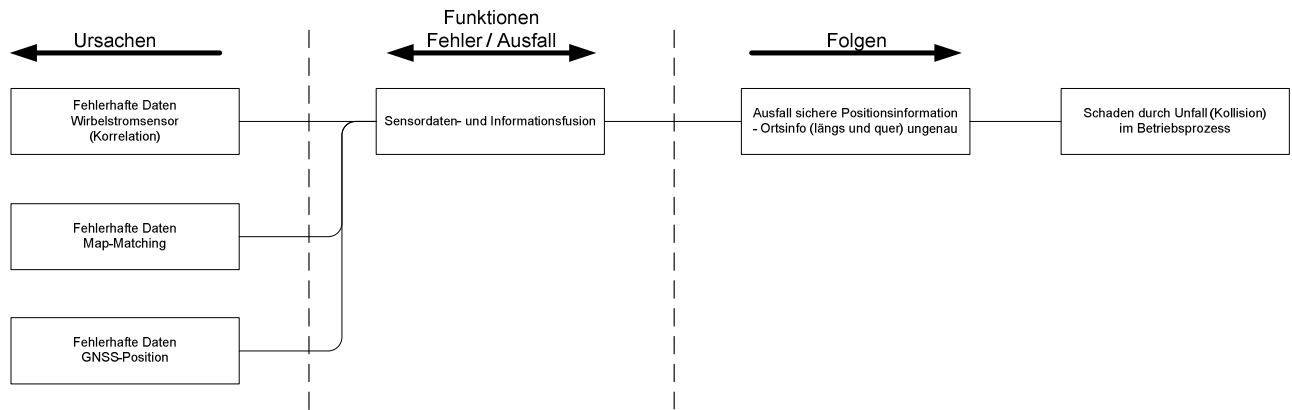 Ursachen
Funktionen
Fehler / Ausfall
Folgen
Fehlerhafte Daten
Wirbelstromsensor
(Korrelation)
Sensordaten- und Informationsfusion
Ausfall sichere Positionsinformation
- Ortsinfo (längs und quer) ungenau
Schaden durch Unfall (Kollision)
im Betriebsprozess
Fehlerhafte Daten
Map-Matching
Fehlerhafte Daten
GNSS-Position